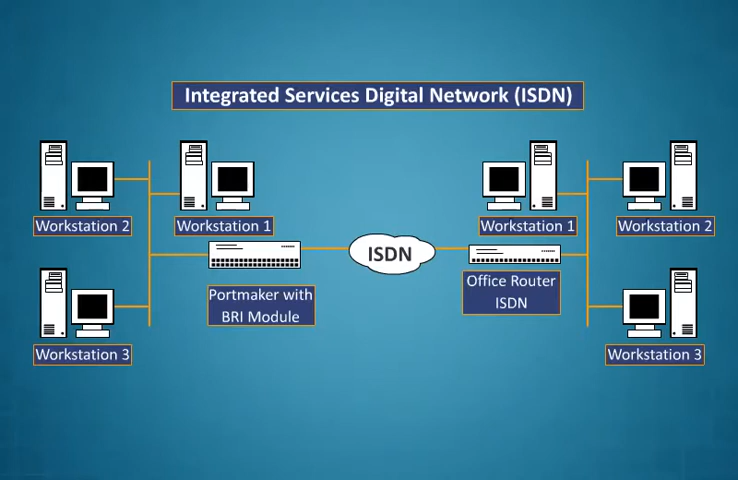 Integrated Services Digital Network (ISDN)
Workstation 2
Workstation 1
Workstation 1
Workstation 2
ISDN
Portmaker with
BRI Module
Office Router
ISDN
Workstation 3
Workstation 3